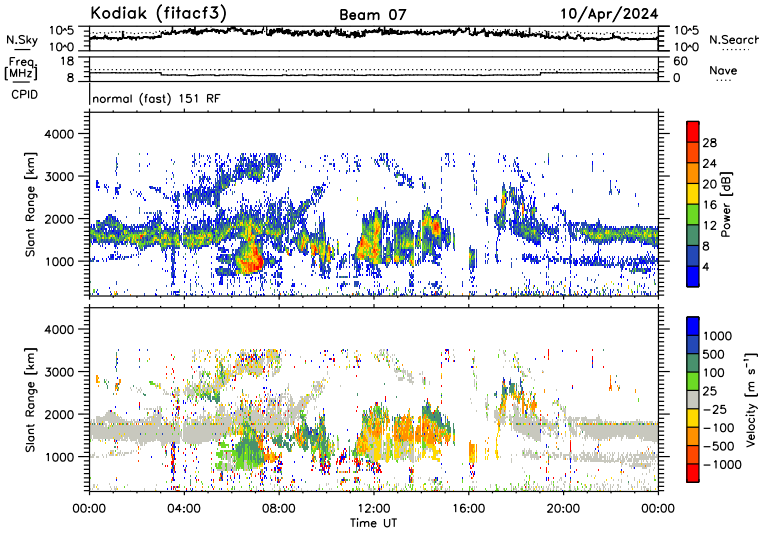 Kodiak (fitacf3) Beam 07 10/Apr/2024
N.Sky 10^5 10^0 10^5 10^0 N.Search
Freq. [MHz] 18 8 60 0 Nave
CPID normal (fast) 151 RF
Slant Range [km] 4000 3000 2000 1000
28 24 20 16 12 8 4 Power [dB]
Slant Range [km] 4000 3000 2000 1000
1000 500 100 25 −25 −100 −500 −1000 Velocity [m s⁻¹]
00:00 04:00 08:00 12:00 16:00 20:00 00:00
Time UT